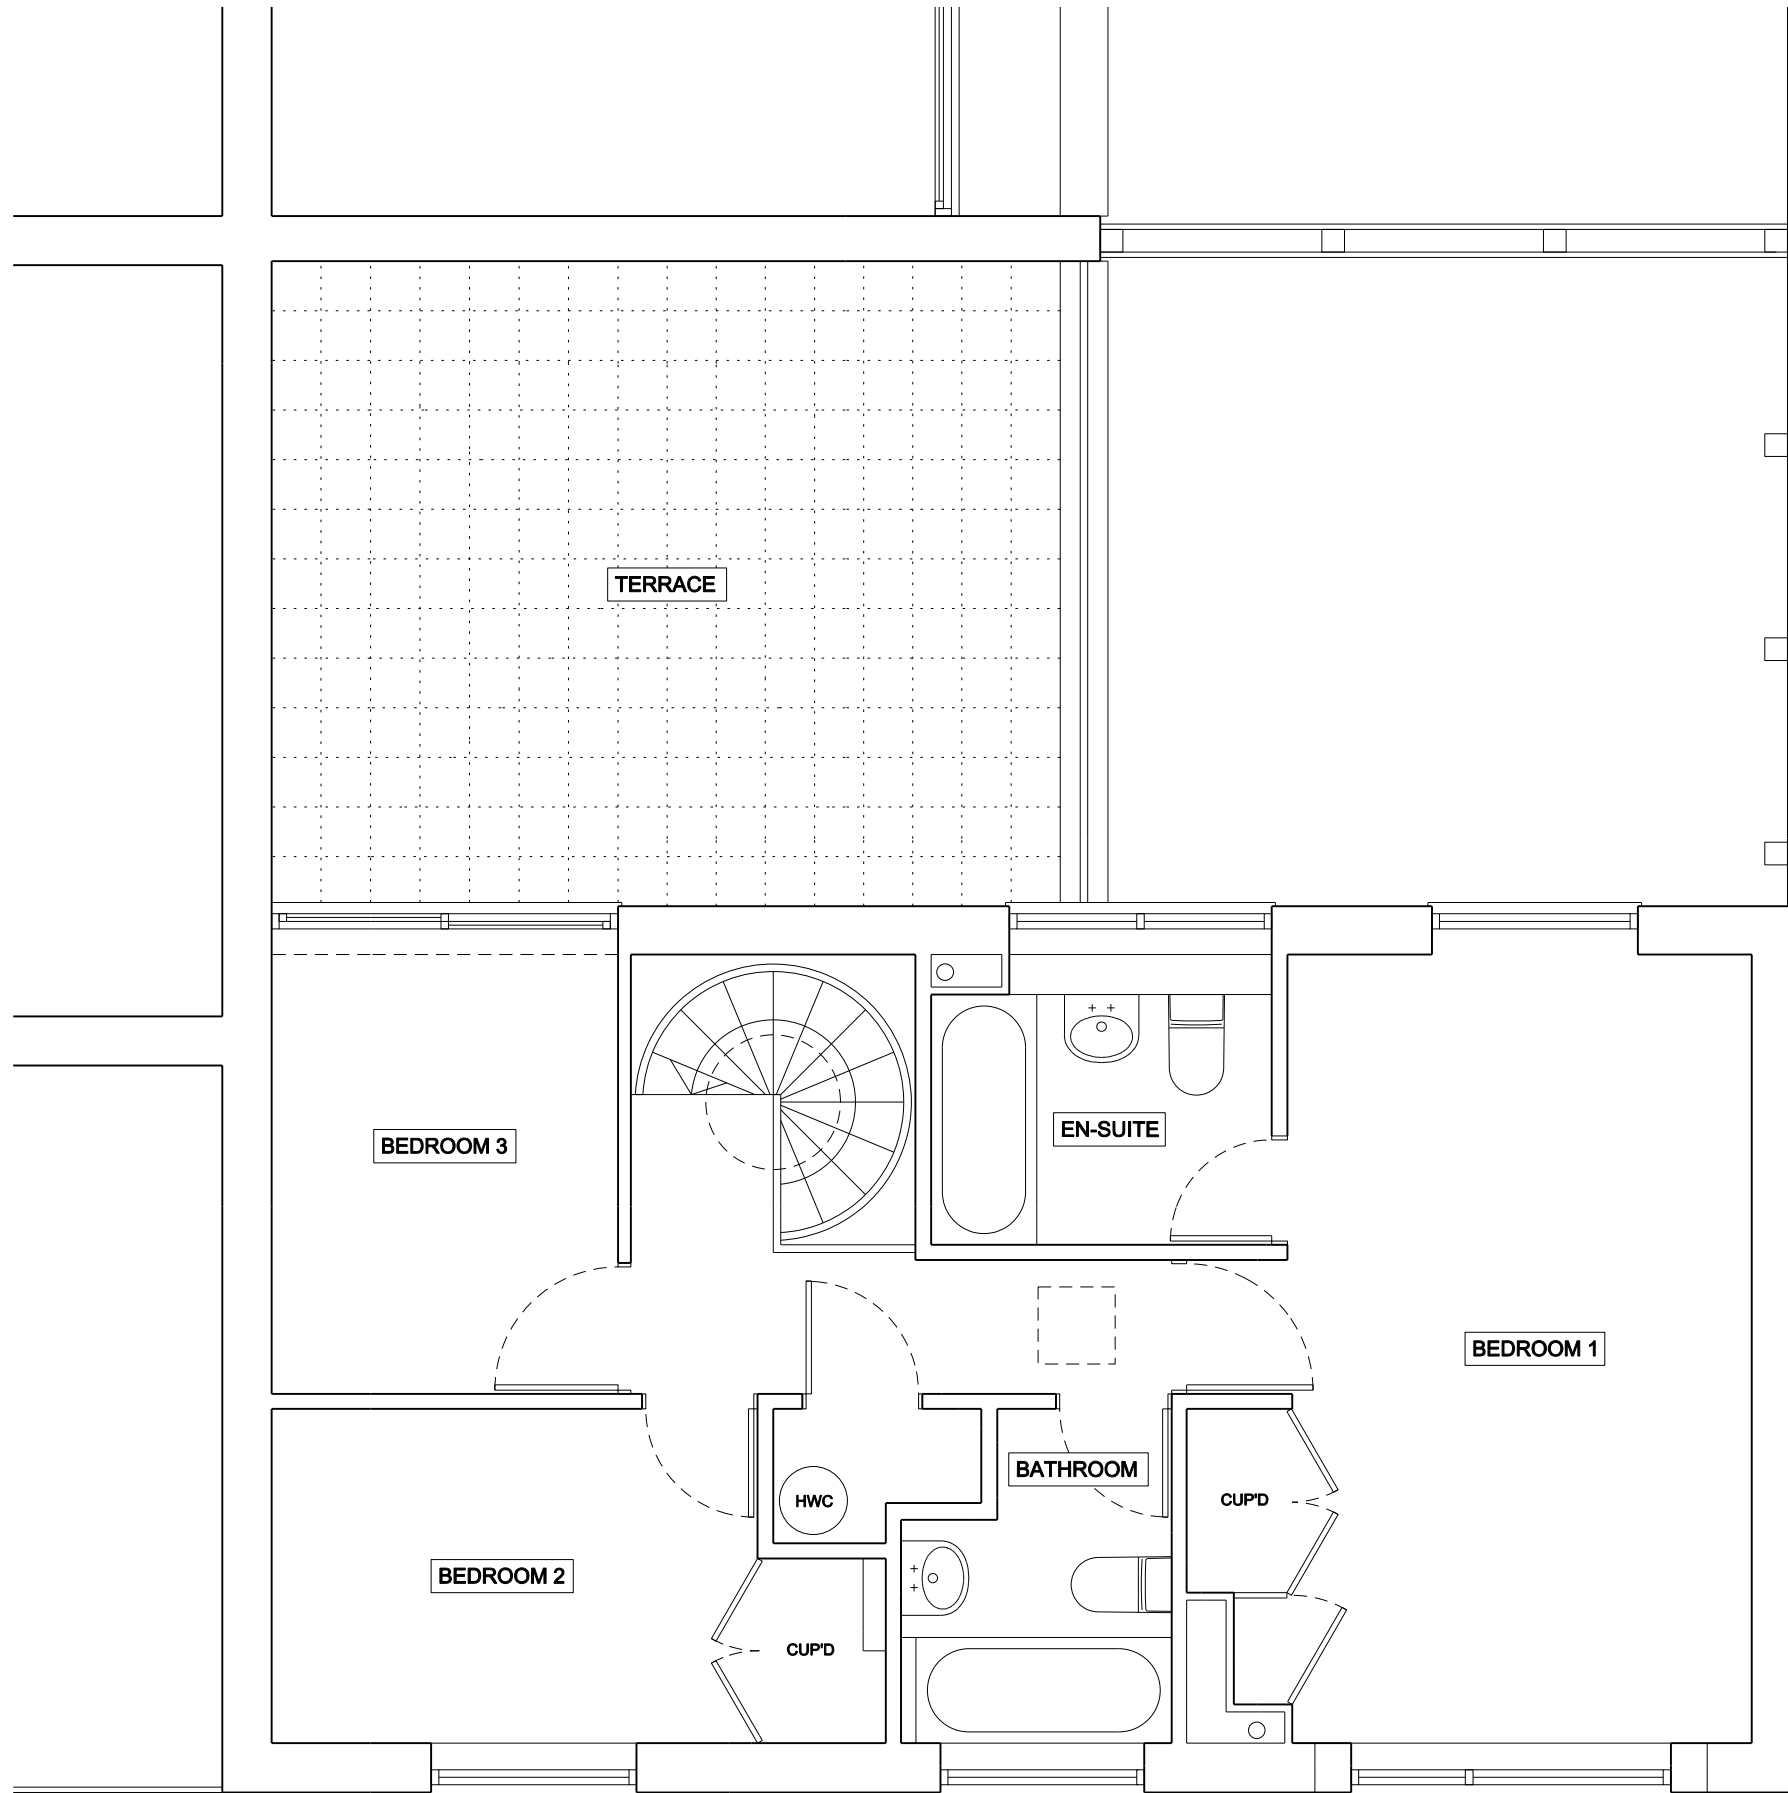 TERRACE
EN-SUITE
BEDROOM 3
BEDROOM 1
BATHROOM
HWC
CUP'D
BEDROOM 2
CUP'D